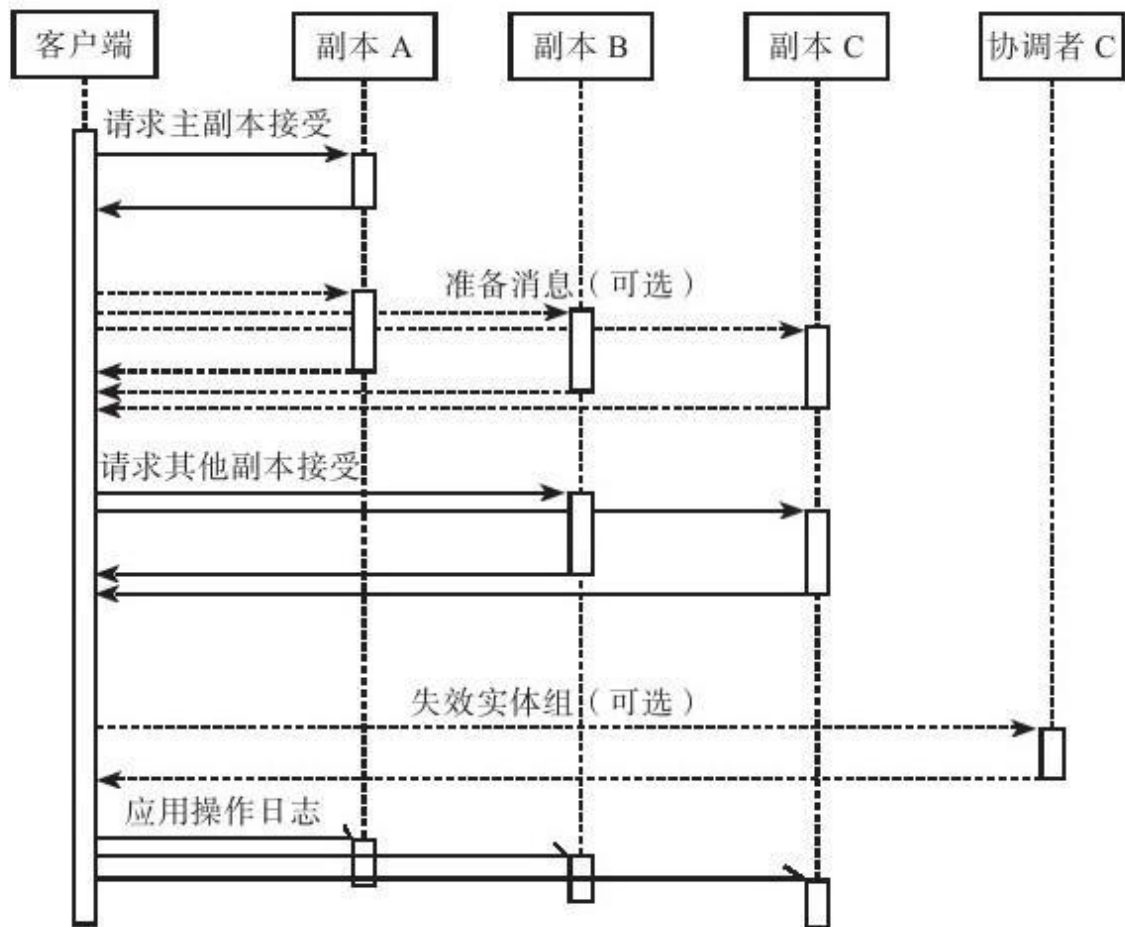 客户端
副本 A
副本 B
副本 C
协调者 C
请求主副本接受
准备消息（可选）
请求其他副本接受
失效实体组（可选）
应用操作日志